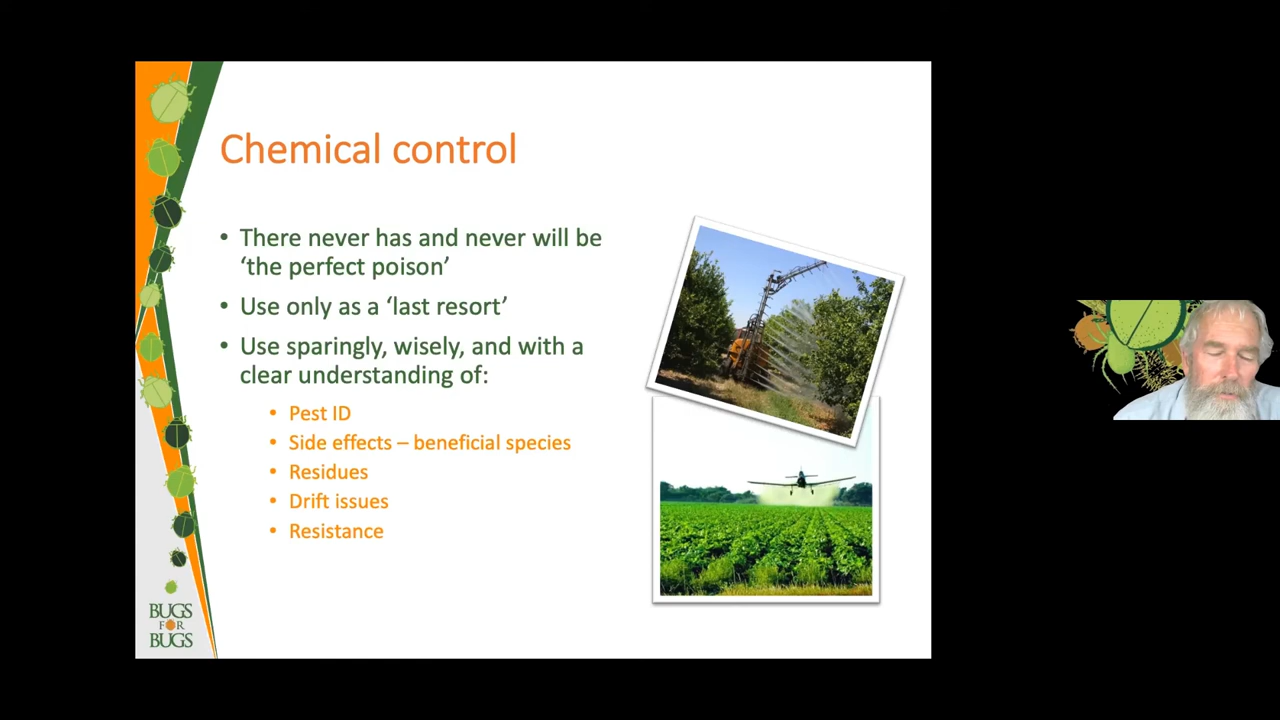 Chemical control
• There never has and never will be
‘the perfect poison’
• Use only as a ‘last resort’
• Use sparingly, wisely, and with a
clear understanding of:
• Pest ID
• Side effects – beneficial species
• Residues
• Drift issues
• Resistance
BUGS
FOR
BUGS